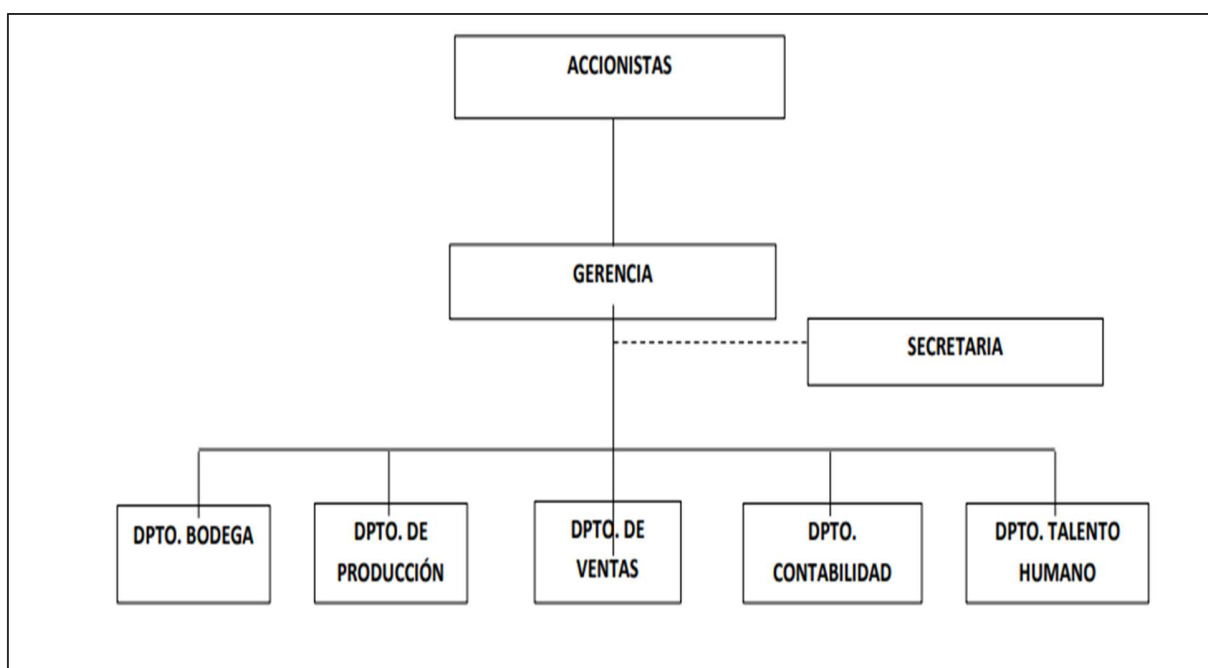 ACCIONISTAS
GERENCIA
SECRETARIA
DPTO. BODEGA
DPTO. DE
PRODUCCIÓN
DPTO. DE
VENTAS
DPTO.
CONTABILIDAD
DPTO. TALENTO
HUMANO